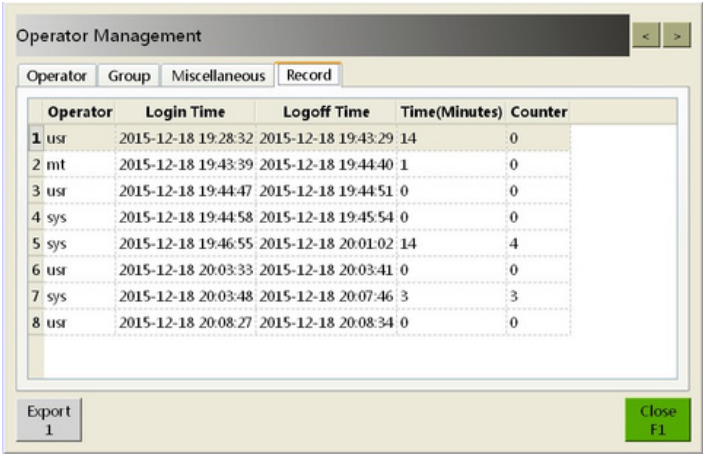 Operator Management
< >
Operator Group Miscellaneous Record
Operator Login Time Logoff Time Time(Minutes) Counter
1 usr 2015-12-18 19:28:32 2015-12-18 19:43:29 14 0
2 mt 2015-12-18 19:43:39 2015-12-18 19:44:40 1 0
3 usr 2015-12-18 19:44:47 2015-12-18 19:44:51 0 0
4 sys 2015-12-18 19:44:58 2015-12-18 19:45:54 0 0
5 sys 2015-12-18 19:46:55 2015-12-18 20:01:02 14 4
6 usr 2015-12-18 20:03:33 2015-12-18 20:03:41 0 0
7 sys 2015-12-18 20:03:48 2015-12-18 20:07:46 3 3
8 usr 2015-12-18 20:08:27 2015-12-18 20:08:34 0 0
Export Close
1 F1